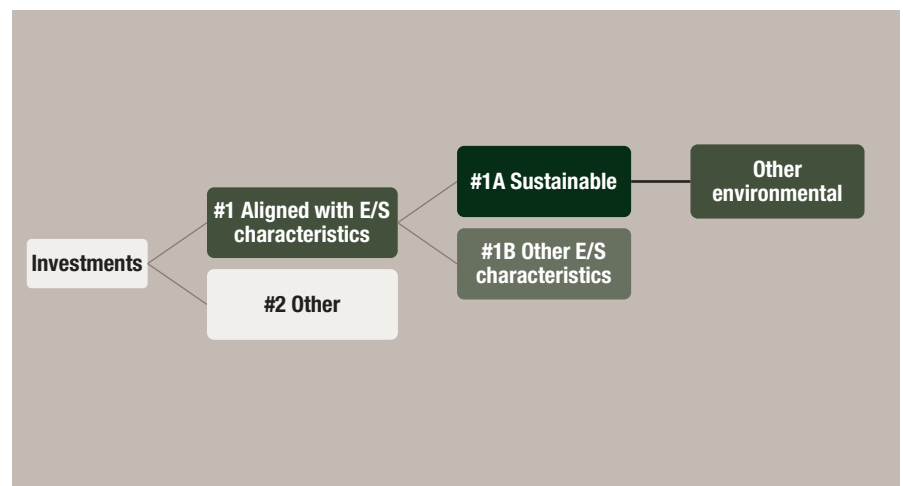 Investments
#1 Aligned with E/S
characteristics
#2 Other
#1A Sustainable
#1B Other E/S
characteristics
Other
environmental